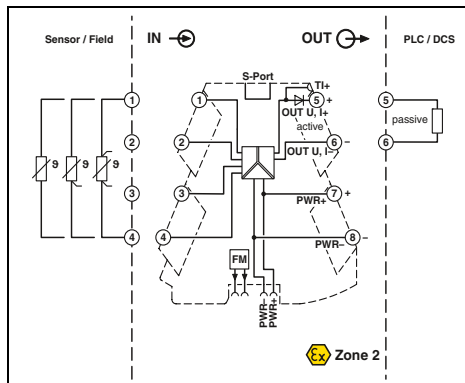 Sensor / Field
IN
OUT
PLC / DCS
S-Port
TI+
1
1
5
+
5
OUT U, I+
active
passive
2
2
6
–
6
OUT U, I–
ϑ
ϑ
ϑ
3
3
7
+
PWR+
4
4
8
–
PWR–
FM
PWR–
PWR+
Ex
Zone 2